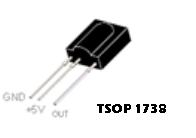 GND
+5V
OUT
TSOP 1738